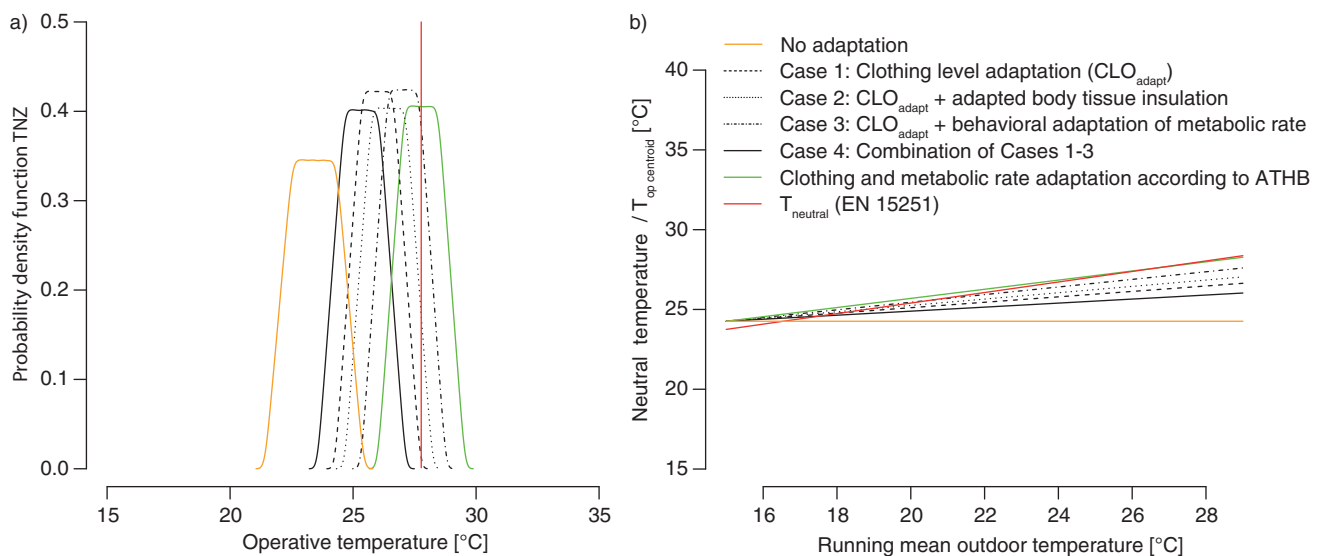 a)
0.5
0.4
0.3
0.2
0.1
0.0
Probability density function TNZ
15 20 25 30 35
Operative temperature [°C]
b)
No adaptation
Case 1: Clothing level adaptation (CLOadapt)
Case 2: CLOadapt + adapted body tissue insulation
Case 3: CLOadapt + behavioral adaptation of metabolic rate
Case 4: Combination of Cases 1-3
Clothing and metabolic rate adaptation according to ATHB
Tneutral (EN 15251)
40
35
30
25
20
15
Neutral temperature / Top centroid [°C]
16 18 20 22 24 26 28
Running mean outdoor temperature [°C]